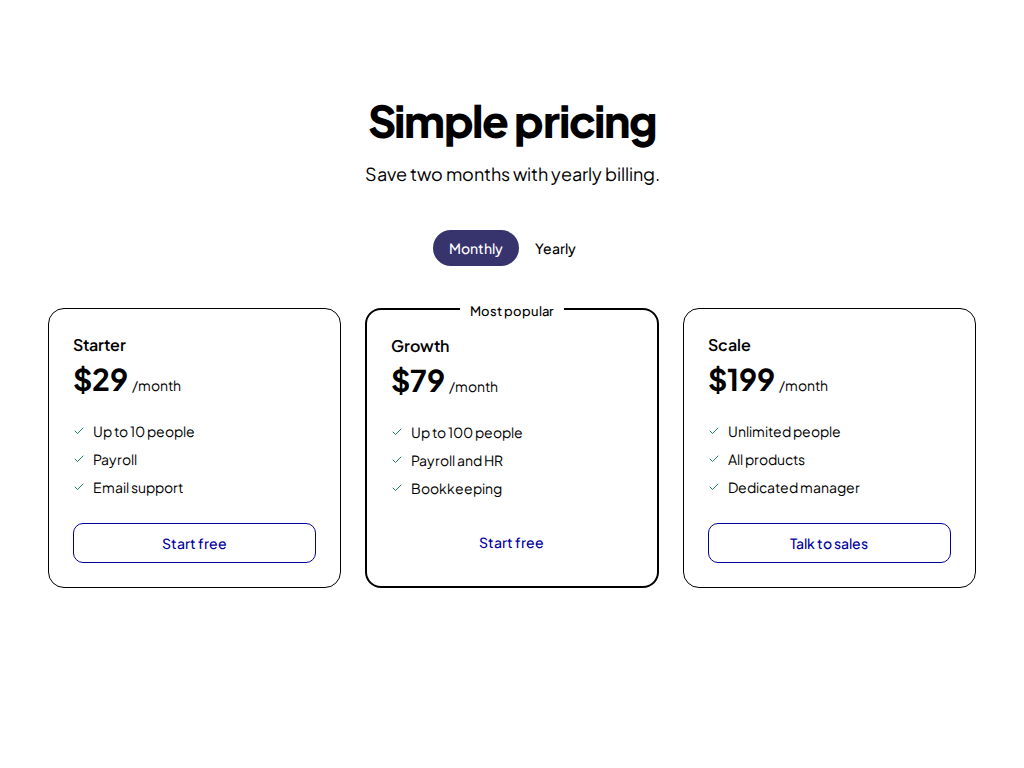 Simple pricing
Save two months with yearly billing.
Monthly
Yearly
Starter
$29 /month
Up to 10 people
Payroll
Email support
Start free
Most popular
Growth
$79 /month
Up to 100 people
Payroll and HR
Bookkeeping
Start free
Scale
$199 /month
Unlimited people
All products
Dedicated manager
Talk to sales